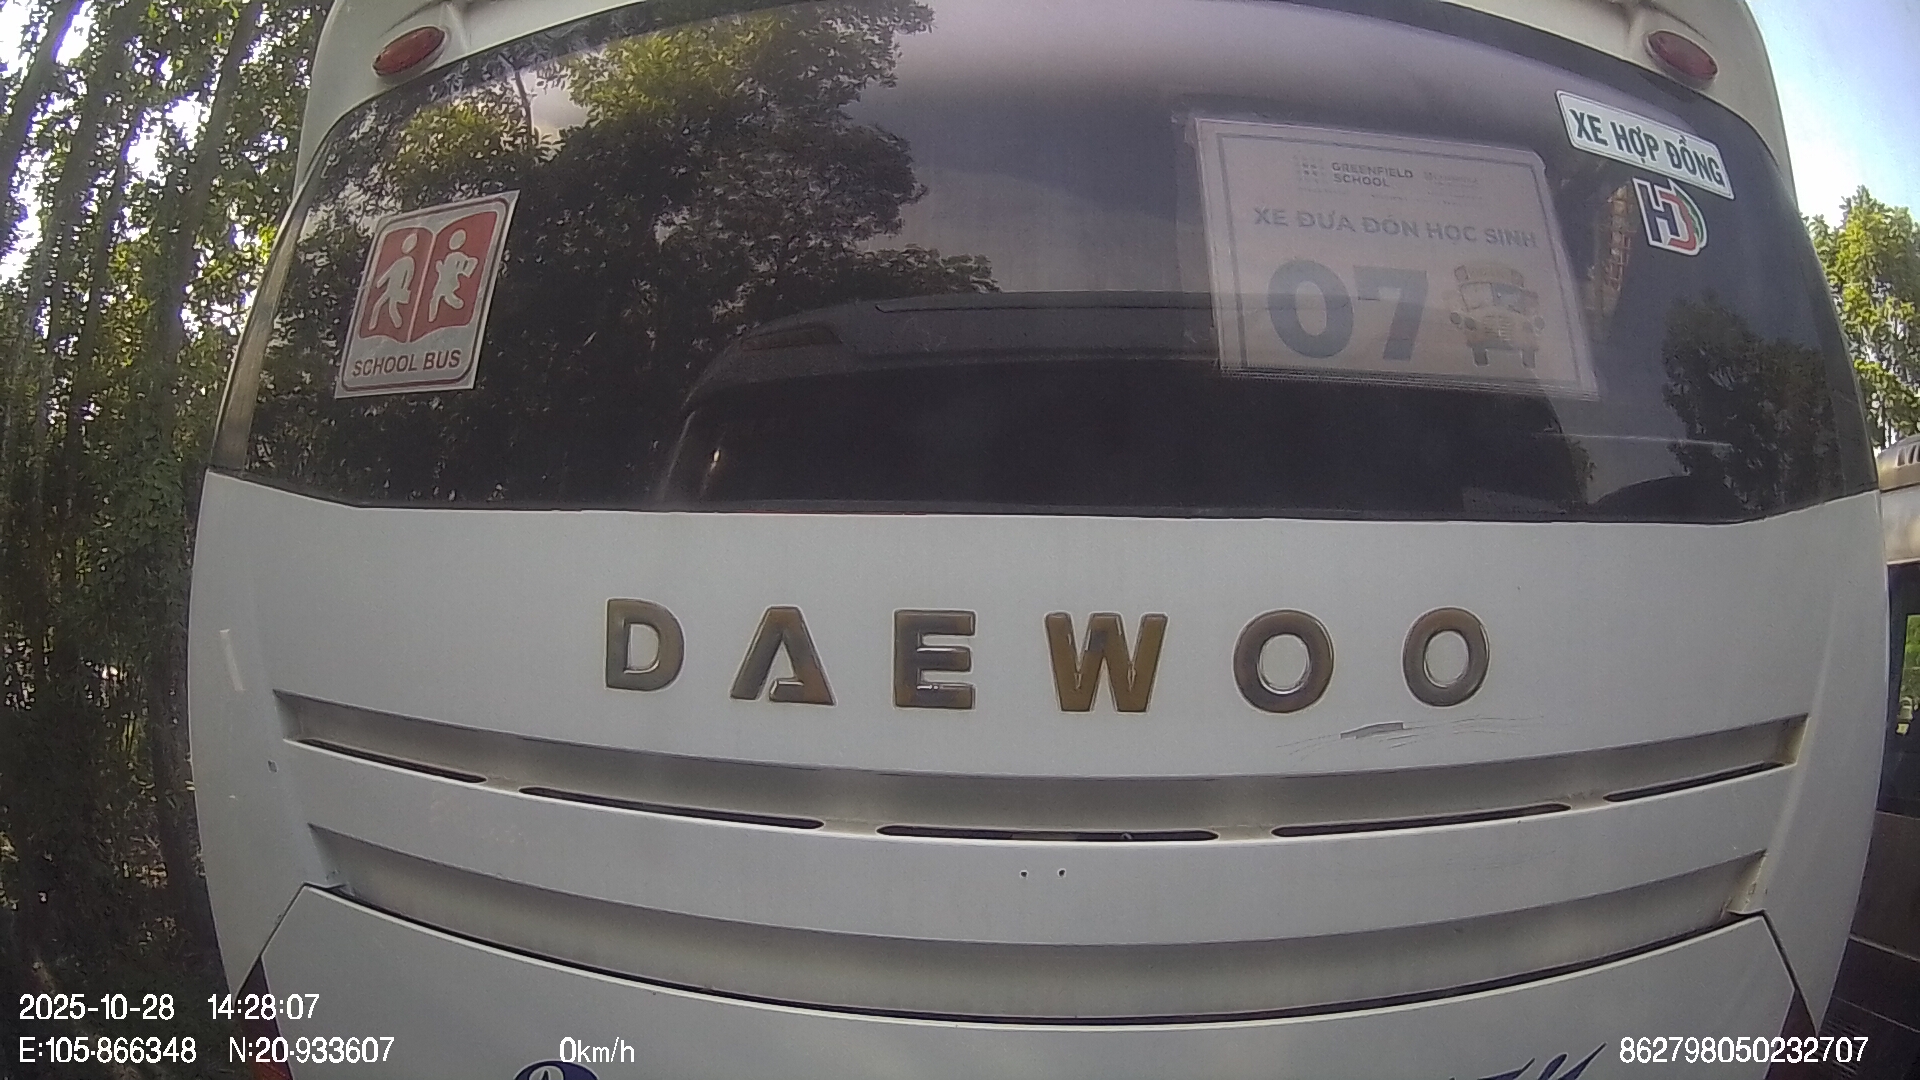 XE HỢP ĐỒNG
HD
GREENFIELD
SCHOOL
XE ĐƯA ĐÓN HỌC SINH
07
SCHOOL BUS
DAEWOO
2025-10-28 14:28:07
E:105.866348 N:20.933607 0km/h 862798050232707